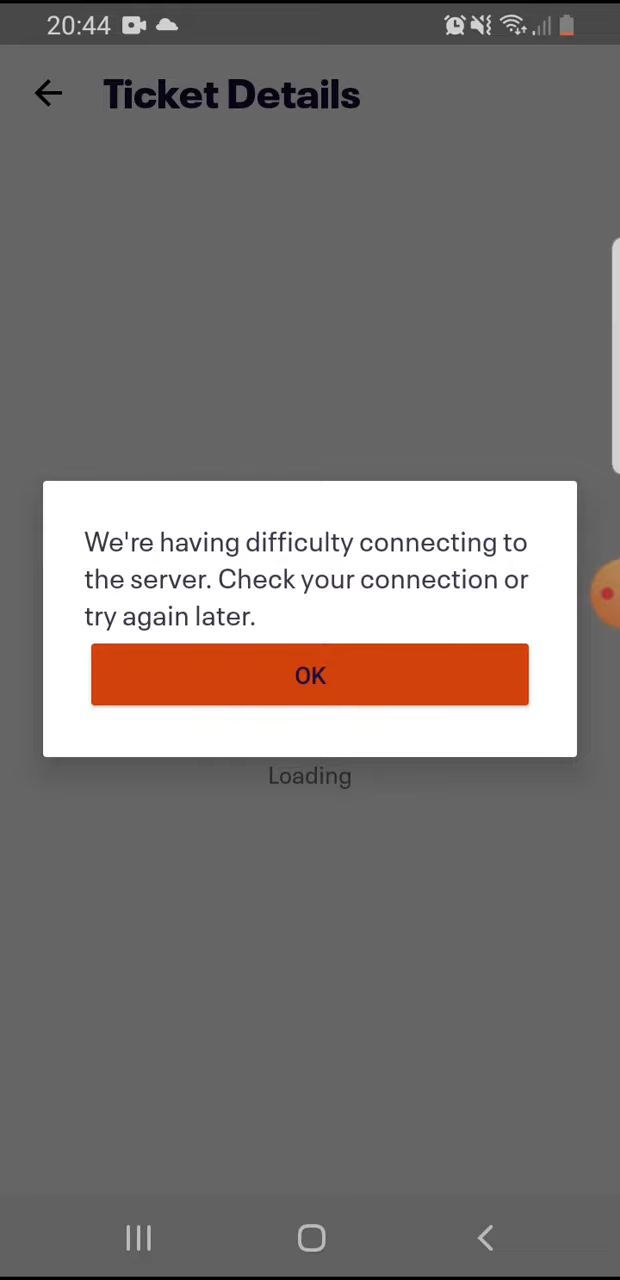 20:44
Ticket Details
We're having difficulty connecting to
the server. Check your connection or
try again later.
OK
Loading